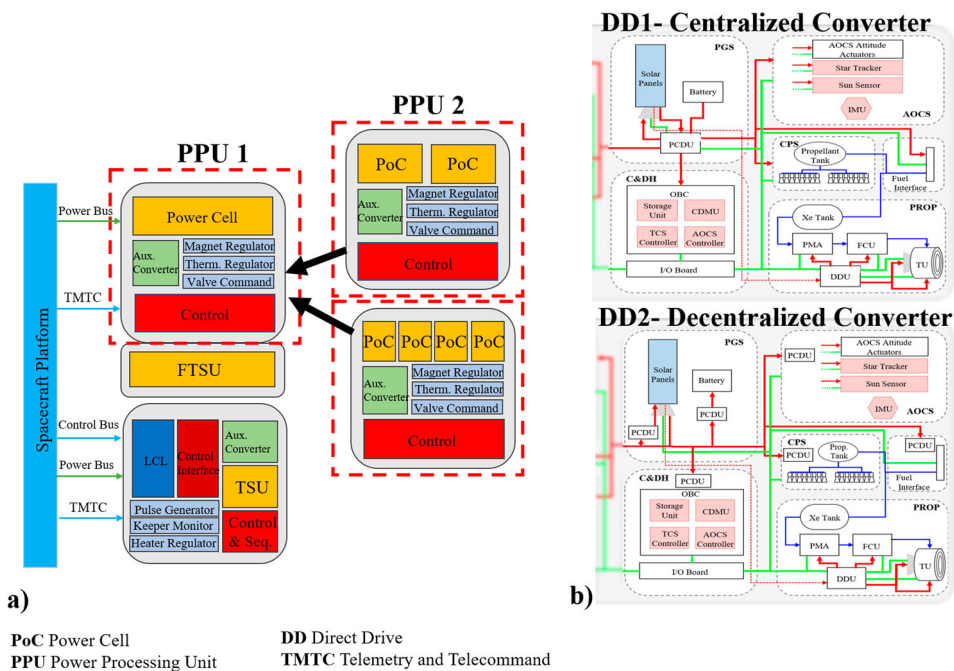 PPU 1
PPU 2
Spacecraft Platform
Power Bus
TMTC
Control Bus
Power Bus
TMTC
Power Cell
Aux.
Converter
Magnet Regulator
Therm. Regulator
Valve Command
Control
FTSU
LCL
Control
Interface
Aux.
Converter
TSU
Pulse Generator
Keeper Monitor
Heater Regulator
Control
& Seq.
PoC
PoC
Aux.
Converter
Magnet Regulator
Therm. Regulator
Valve Command
Control
PoC
PoC
PoC
PoC
Aux.
Converter
Magnet Regulator
Therm. Regulator
Valve Command
Control
a)
DD1- Centralized Converter
PGS
Solar
Panels
Battery
PCDU
AOCS Attitude
Actuators
Star Tracker
Sun Sensor
IMU
AOCS
C&DH
OBC
Storage
Unit
CDMU
TCS
Controller
AOCS
Controller
I/O Board
CPS
Propellant
Tank
Fuel
Interface
PROP
Xe Tank
PMA
FCU
TU
DDU
DD2- Decentralized Converter
PGS
Solar
Panels
Battery
PCDU
PCDU
PCDU
AOCS Attitude
Actuators
Star Tracker
Sun Sensor
IMU
AOCS
C&DH
PCDU
OBC
Storage
Unit
CDMU
TCS
Controller
AOCS
Controller
I/O Board
CPS
PCDU
Prop.
Tank
PCDU
Fuel
Interface
PROP
Xe Tank
PMA
FCU
TU
DDU
b)
PoC Power Cell
PPU Power Processing Unit
DD Direct Drive
TMTC Telemetry and Telecommand